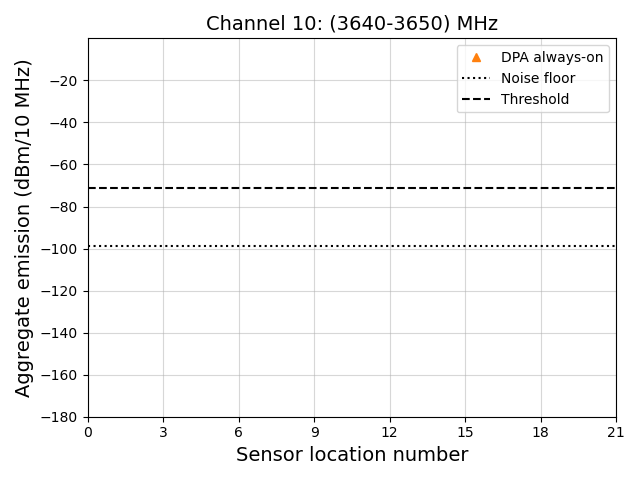 Channel 10: (3640-3650) MHz
DPA always-on
Noise floor
Threshold
Aggregate emission (dBm/10 MHz)
−20
−40
−60
−80
−100
−120
−140
−160
−180
0 3 6 9 12 15 18 21
Sensor location number